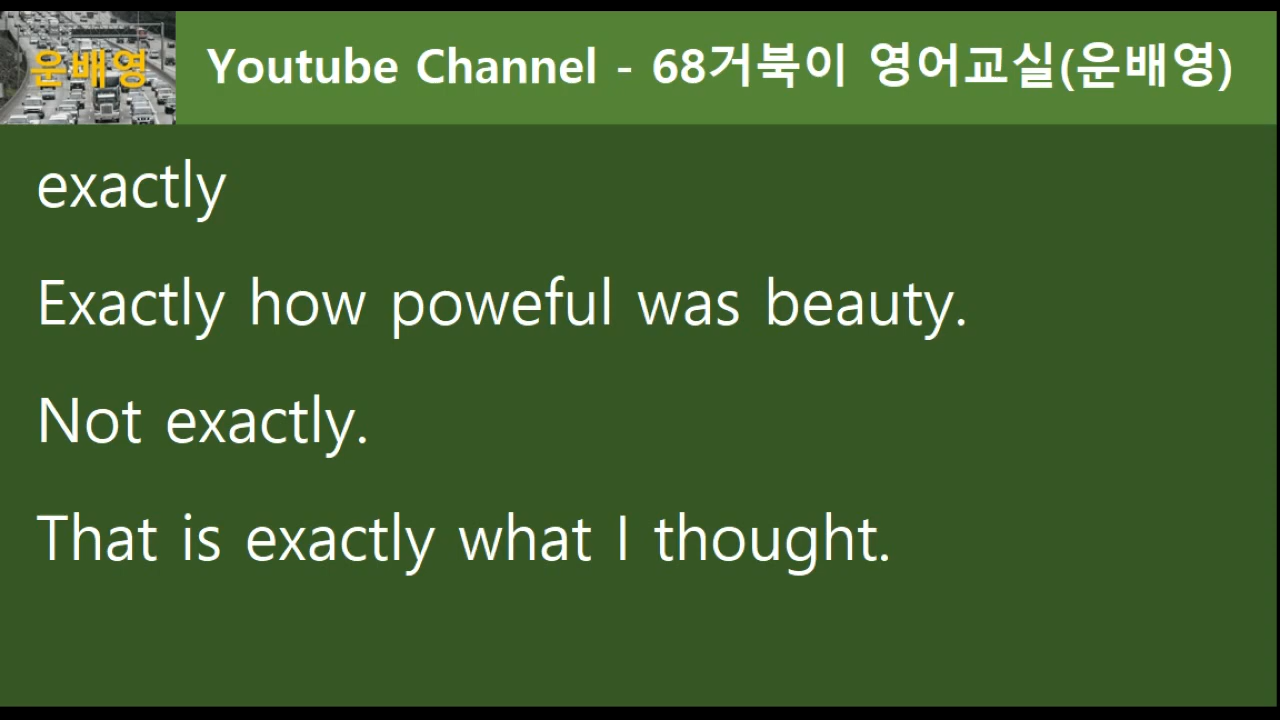 운배영
Youtube Channel - 68거북이 영어교실(운배영)
exactly
Exactly how poweful was beauty.
Not exactly.
That is exactly what I thought.